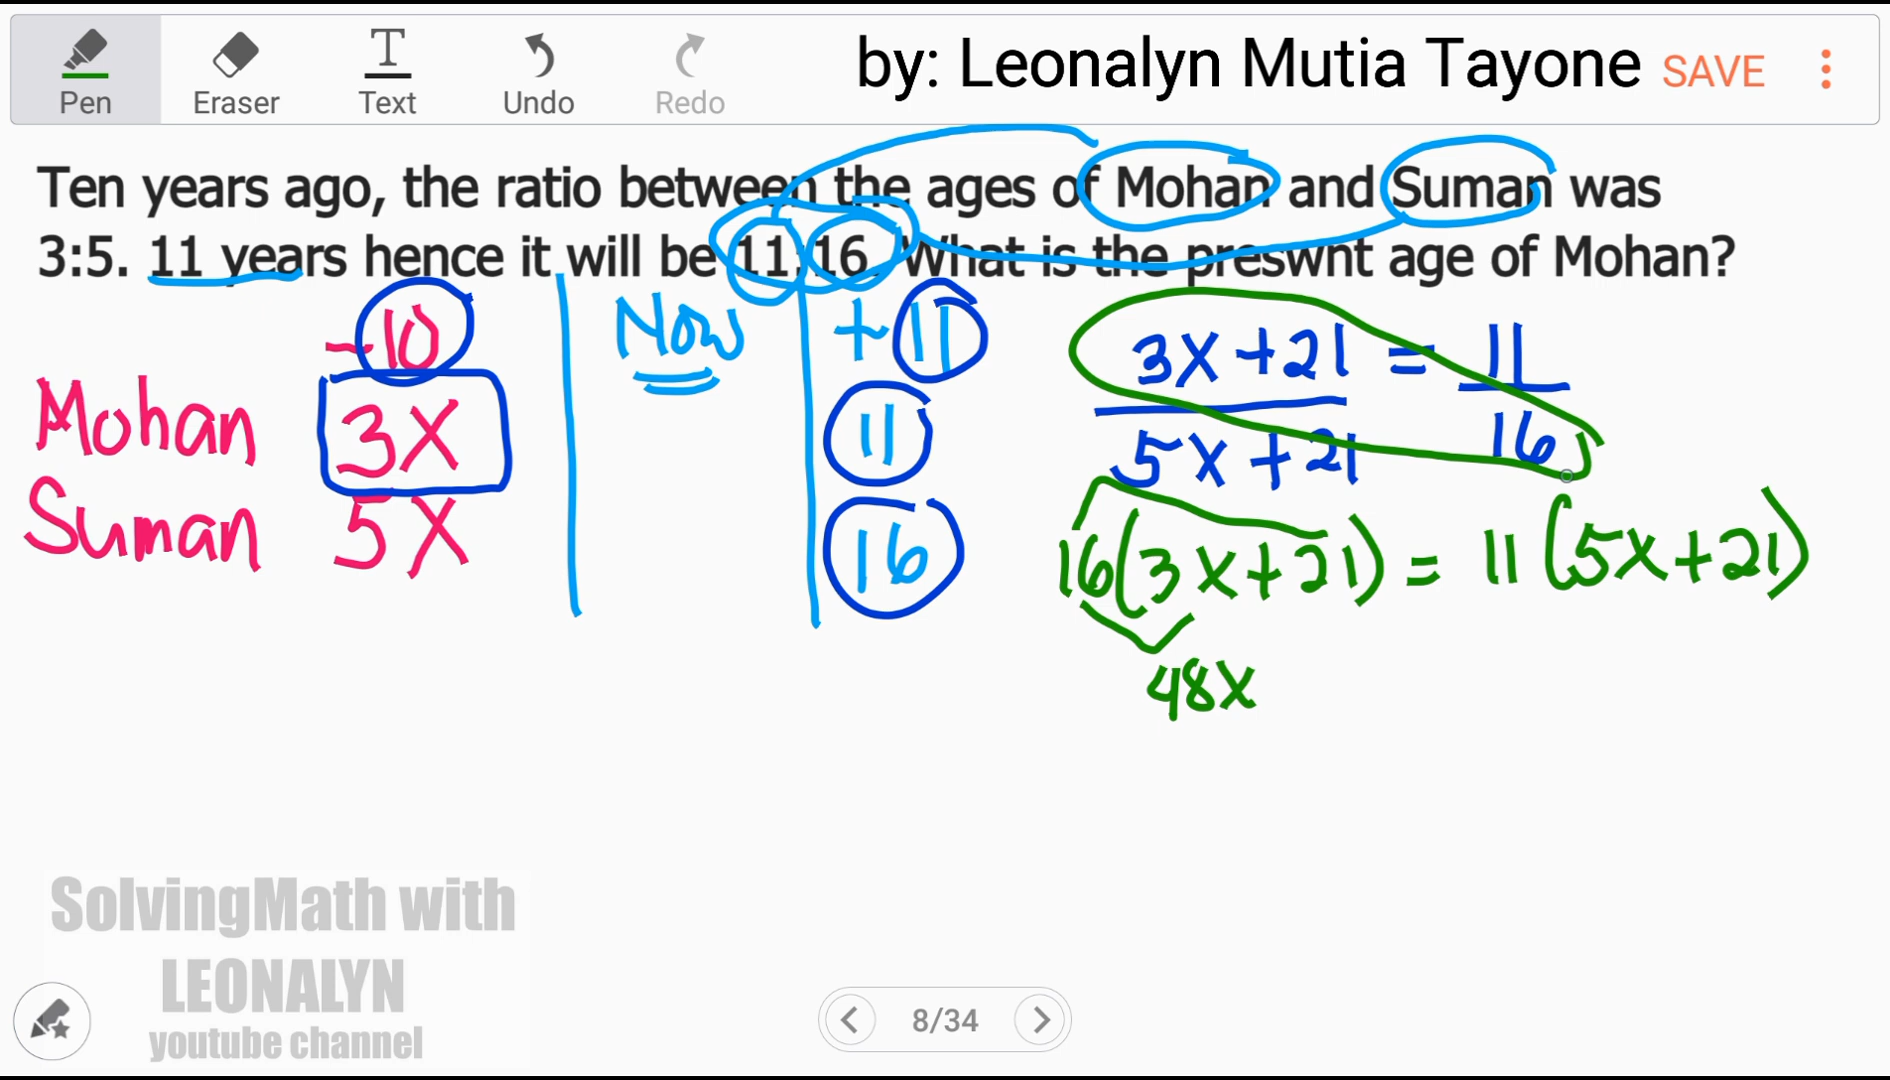 Pen
Eraser
Text
Undo
Redo
by: Leonalyn Mutia Tayone
SAVE
Ten years ago, the ratio between the ages of Mohan and Suman was
3:5. 11 years hence it will be 11:16. What is the preswnt age of Mohan?
-10
Now
+11
Mohan 3X 11
Suman 5X 16
3X+21 = 11
5X+21 16
16(3X+21) = 11(5X+21)
48X
SolvingMath with
LEONALYN
youtube channel
8/34